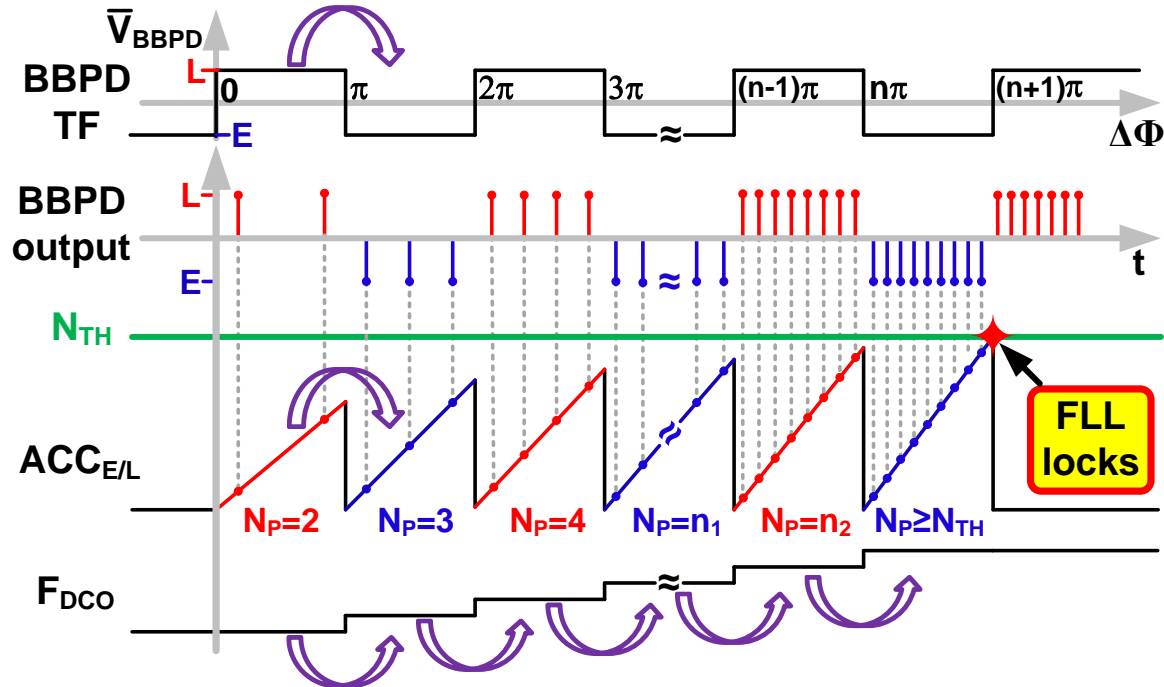 V̅BBPD
BBPD
TF
L
E
0
π
2π
3π
(n-1)π
nπ
(n+1)π
≈
ΔΦ
BBPD
output
L
E
≈
t
NTH
ACCE/L
≈
FLL
locks
NP=2
NP=3
NP=4
NP=n1
NP=n2
NP≥NTH
FDCO
≈